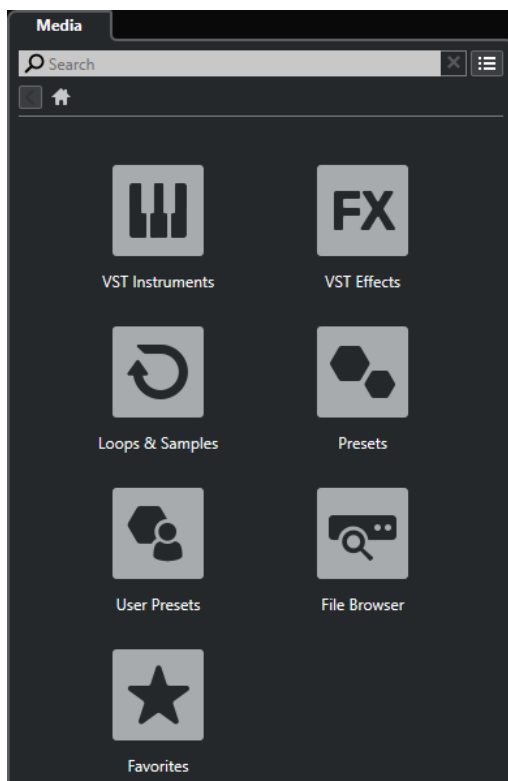 Media
Search
FX
VST Instruments
VST Effects
Loops & Samples
Presets
User Presets
File Browser
Favorites